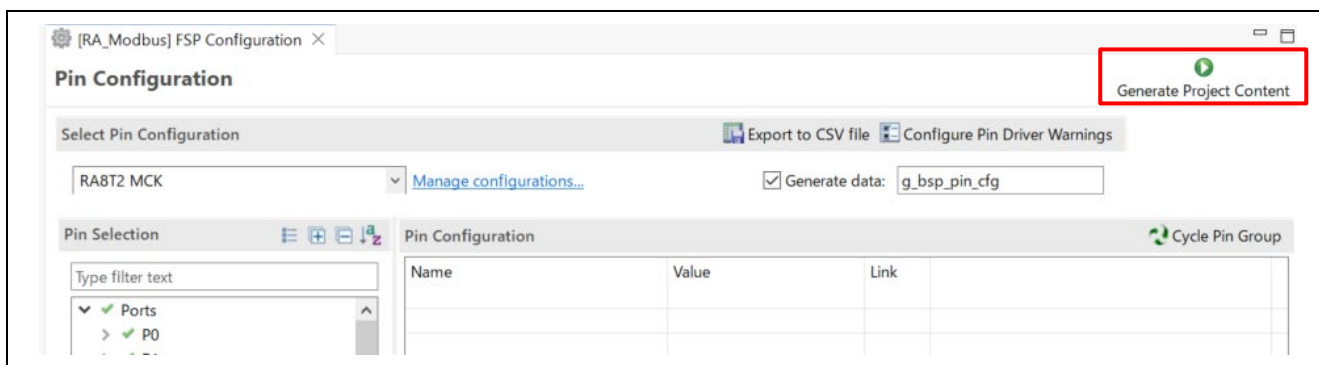 [RA_Modbus] FSP Configuration
Pin Configuration
Generate Project Content
Select Pin Configuration
Export to CSV file
Configure Pin Driver Warnings
RA8T2 MCK
Manage configurations...
Generate data:
g_bsp_pin_cfg
Pin Selection
Pin Configuration
Cycle Pin Group
Type filter text
Name
Value
Link
Ports
P0